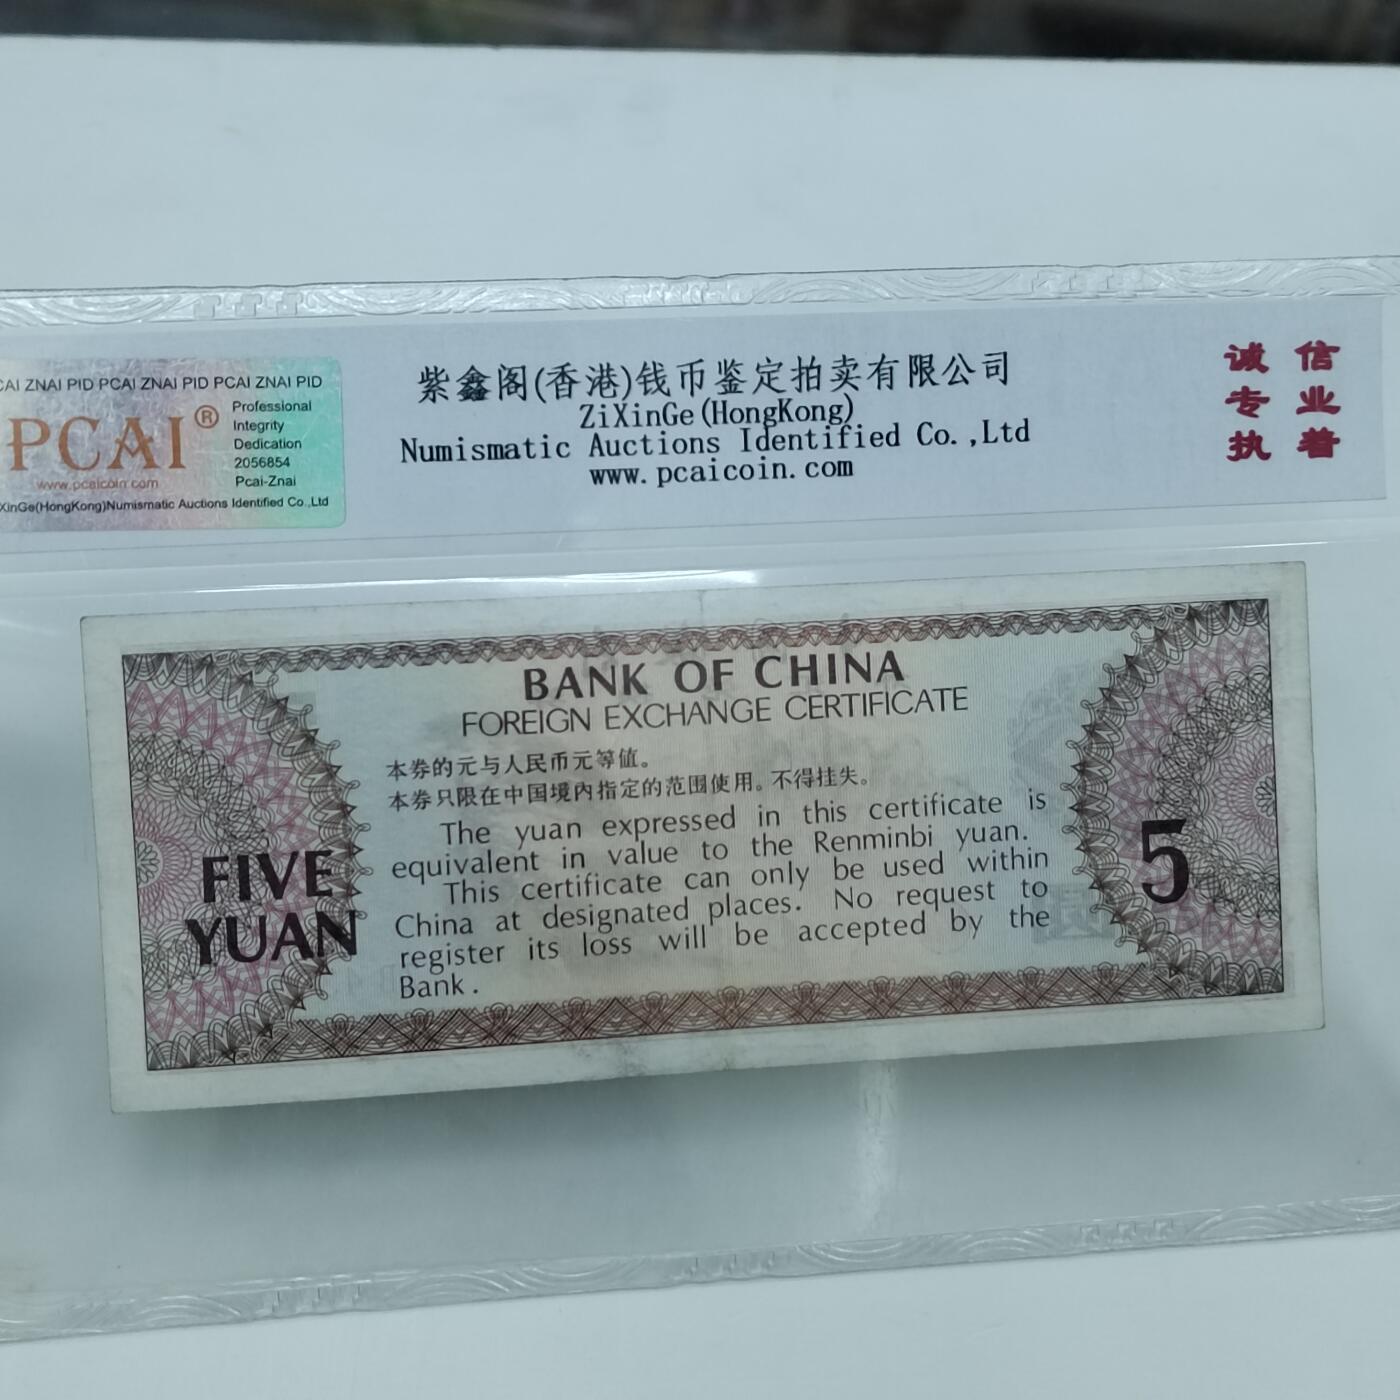 CAI ZNAI PID PCAI ZNAI PID PCAI ZNAI PID
PCAI®
www.pcaicoin.com
Professional
Integrity
Dedication
2056854
Pcai-Znai
XinGe(HongKong)Numismatic Auctions Identified Co.,Ltd
紫鑫阁(香港)钱币鉴定拍卖有限公司
ZiXinGe(HongKong)
Numismatic Auctions Identified Co.,Ltd
www.pcaicoin.com
诚信
专业
执着
BANK OF CHINA
FOREIGN EXCHANGE CERTIFICATE
本券的元与人民币元等值。
本券只限在中国境内指定的范围使用。不得挂失。
The yuan expressed in this certificate is
equivalent in value to the Renminbi yuan.
This certificate can only be used within
China at designated places. No request to
register its loss will be accepted by the
Bank.
FIVE
YUAN
5